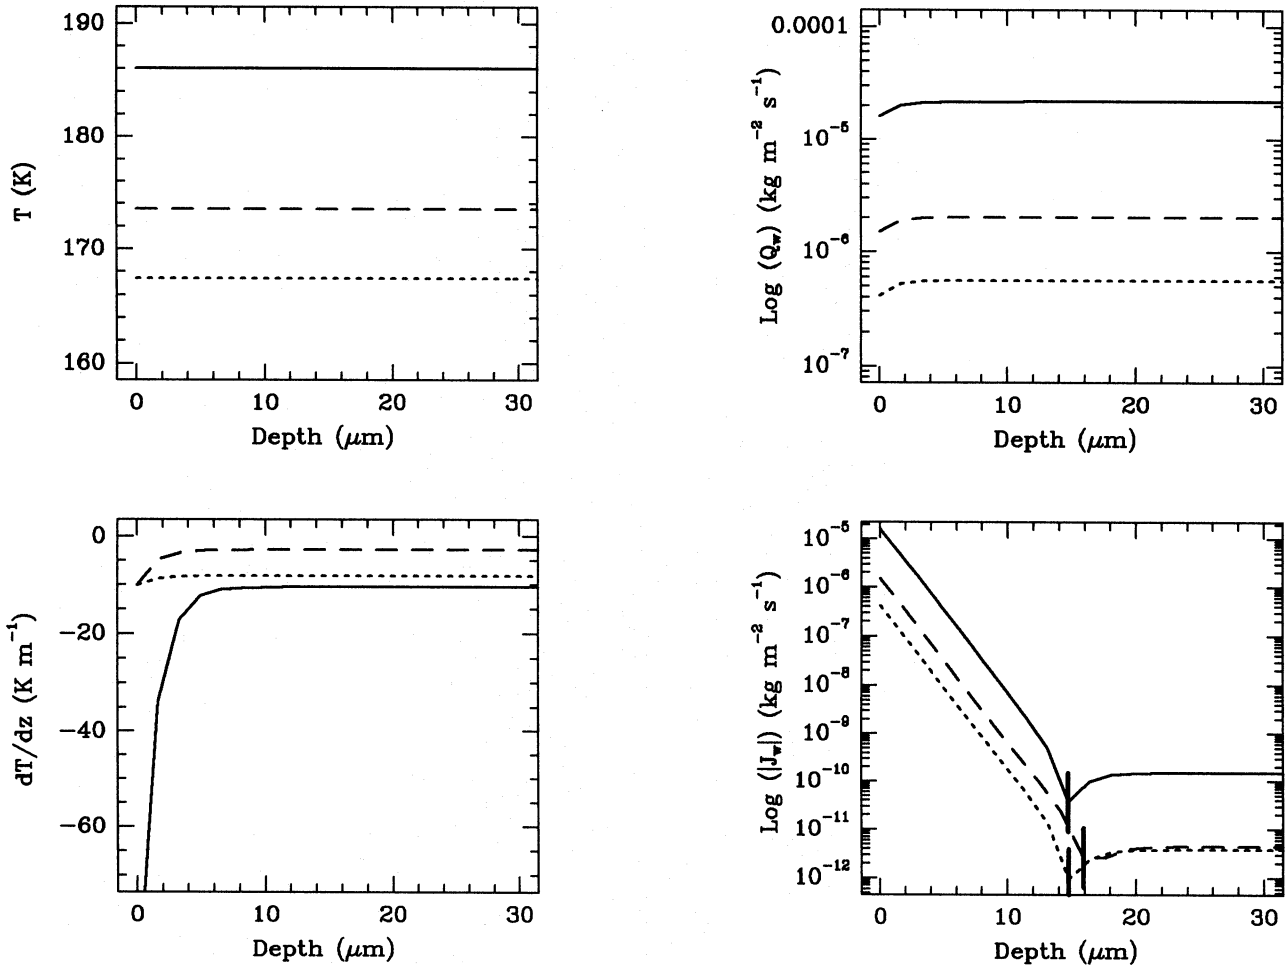 190
180
170
160
T (K)
0 10 20 30
Depth (μm)
0.0001
10⁻⁵
10⁻⁶
10⁻⁷
Log (Q_w) (kg m⁻² s⁻¹)
0 10 20 30
Depth (μm)
0
−20
−40
−60
dT/dz (K m⁻¹)
0 10 20 30
Depth (μm)
10⁻⁵
10⁻⁶
10⁻⁷
10⁻⁸
10⁻⁹
10⁻¹⁰
10⁻¹¹
10⁻¹²
Log (|J_w|) (kg m⁻² s⁻¹)
0 10 20 30
Depth (μm)